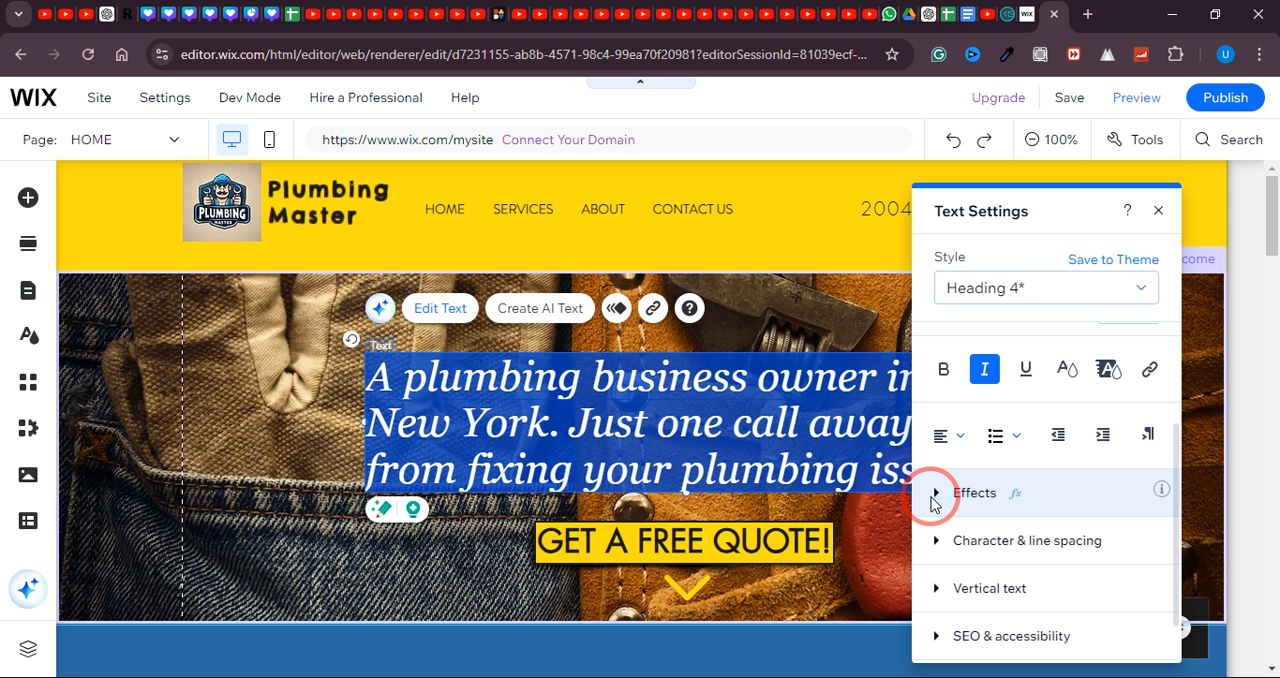 editor.wix.com/html/editor/web/renderer/edit/d7231155-ab8b-4571-98c4-99ea70f20981?editorSessionId=81039ecf-...
WIX Site Settings Dev Mode Hire a Professional Help Upgrade Save Preview Publish
Page: HOME https://www.wix.com/mysite Connect Your Domain 100% Tools Search
Plumbing
Master
PLUMBING
MASTER
HOME SERVICES ABOUT CONTACT US 2004
come
Text Settings ?
Style Save to Theme
Heading 4*
Edit Text Create AI Text ?
Text
A plumbing business owner in
New York. Just one call away
from fixing your plumbing iss
B I U
Effects fx
GET A FREE QUOTE!
Character & line spacing
Vertical text
SEO & accessibility